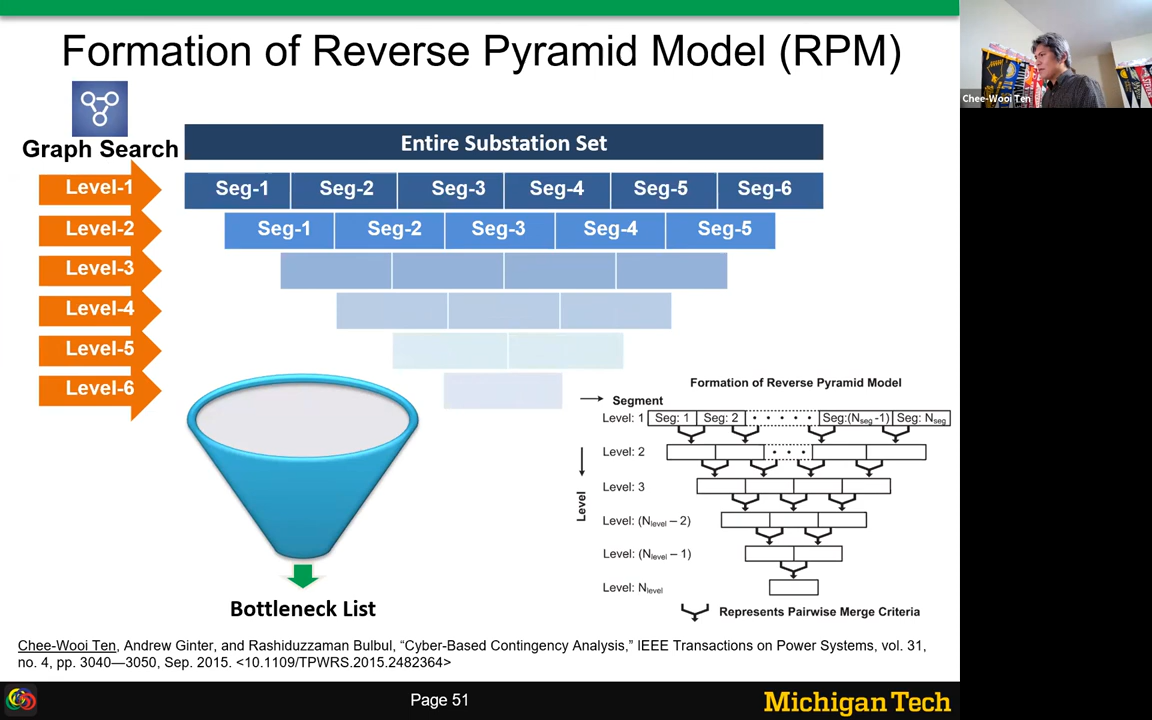 Formation of Reverse Pyramid Model (RPM)
Chee-Wooi Ten
Graph Search
Entire Substation Set
Level-1
Seg-1 Seg-2 Seg-3 Seg-4 Seg-5 Seg-6
Level-2
Seg-1 Seg-2 Seg-3 Seg-4 Seg-5
Level-3
Level-4
Level-5
Level-6
Formation of Reverse Pyramid Model
Segment
Level: 1 Seg: 1 Seg: 2 Seg:(Nseg -1) Seg: Nseg
Level: 2
Level: 3
Level
Level: (Nlevel – 2)
Level: (Nlevel – 1)
Level: Nlevel
Represents Pairwise Merge Criteria
Bottleneck List
Chee-Wooi Ten, Andrew Ginter, and Rashiduzzaman Bulbul, “Cyber-Based Contingency Analysis,” IEEE Transactions on Power Systems, vol. 31,
no. 4, pp. 3040—3050, Sep. 2015. <10.1109/TPWRS.2015.2482364>
Page 51
Michigan Tech